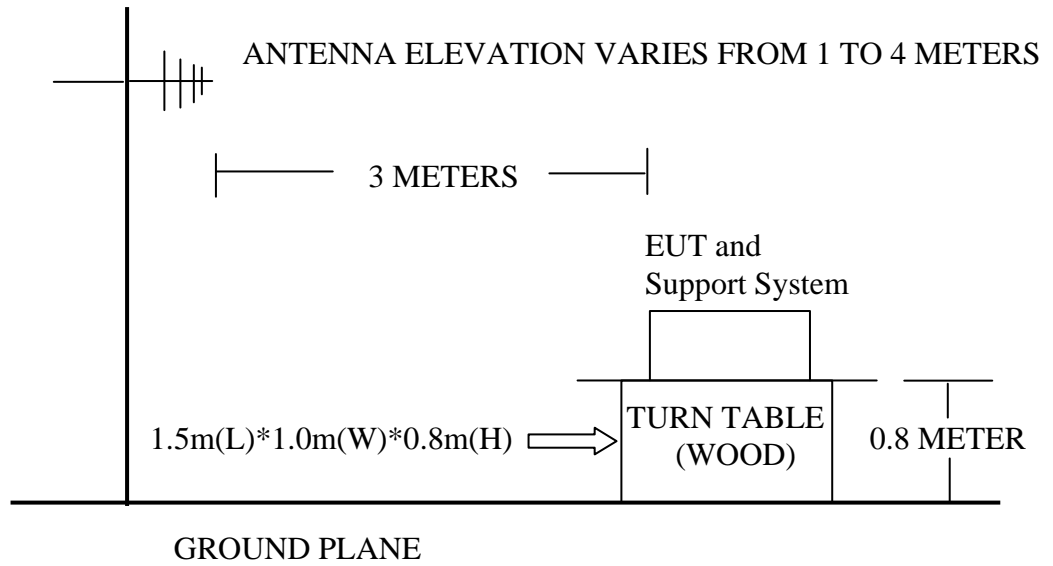 ANTENNA ELEVATION VARIES FROM 1 TO 4 METERS
3 METERS
EUT and
Support System
1.5m(L)*1.0m(W)*0.8m(H)
TURN TABLE
(WOOD)
0.8 METER
GROUND PLANE